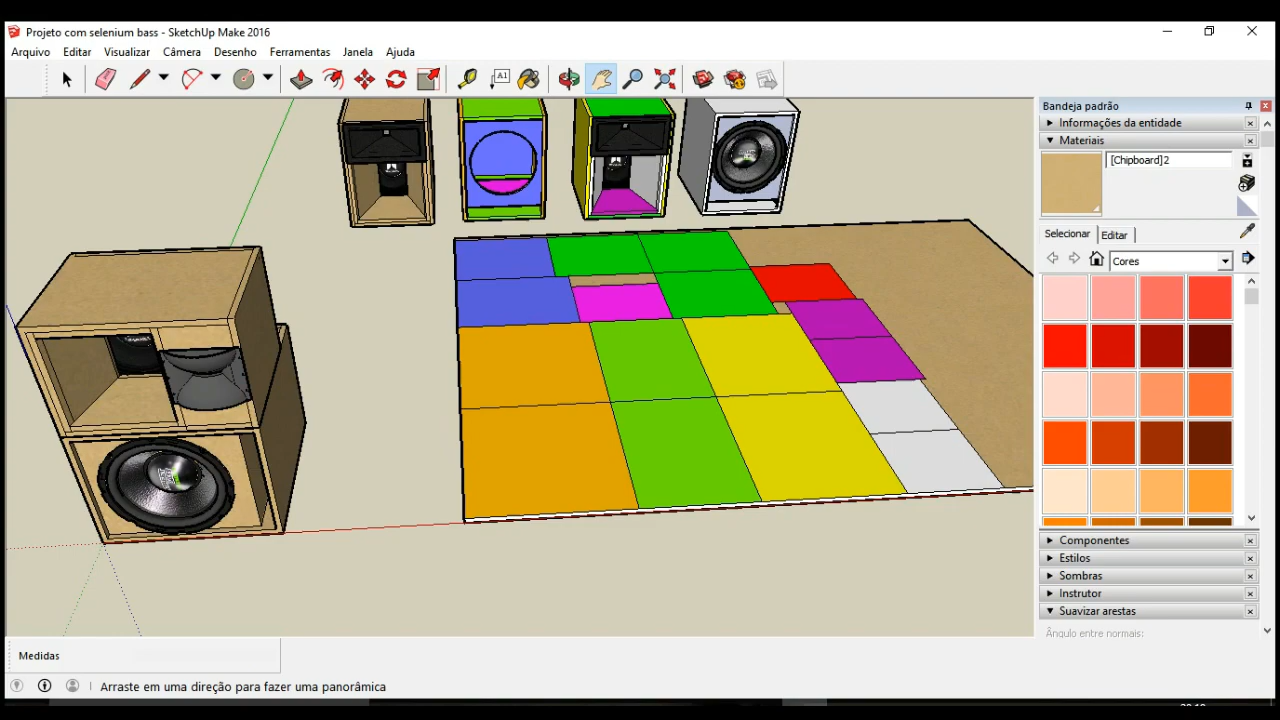 Projeto com selenium bass - SketchUp Make 2016
Arquivo Editar Visualizar Câmera Desenho Ferramentas Janela Ajuda
A1
Bandeja padrão
Informações da entidade
Materiais
[Chipboard]2
Selecionar Editar
Cores
Componentes
Estilos
Sombras
Instrutor
Suavizar arestas
Ângulo entre normais:
Medidas
Arraste em uma direção para fazer uma panorâmica